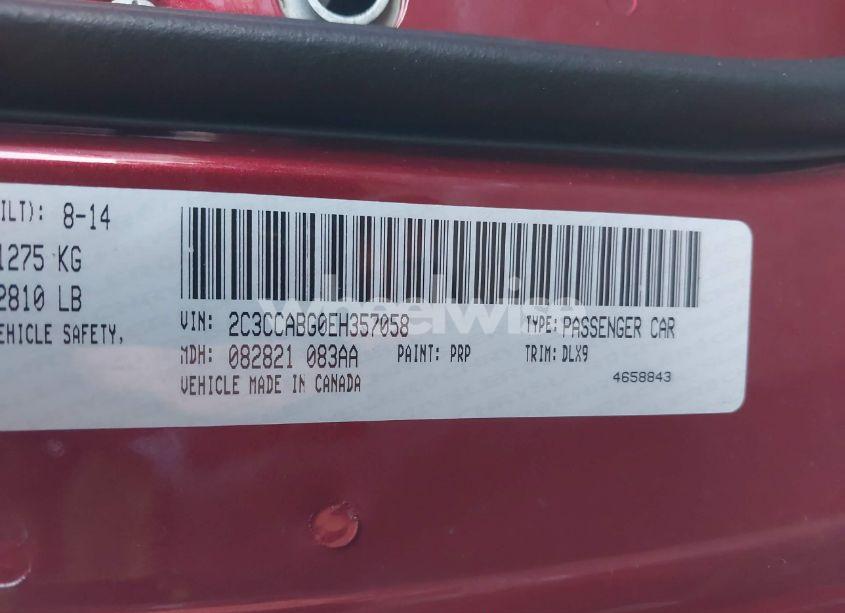 ILT): 8-14
1275 KG
2810 LB
EHICLE SAFETY,
wheelwise
VIN: 2C3CCABG0EH357058
TYPE: PASSENGER CAR
MDH: 082821 083AA
PAINT: PRP
TRIM: DLX9
VEHICLE MADE IN CANADA
4658843